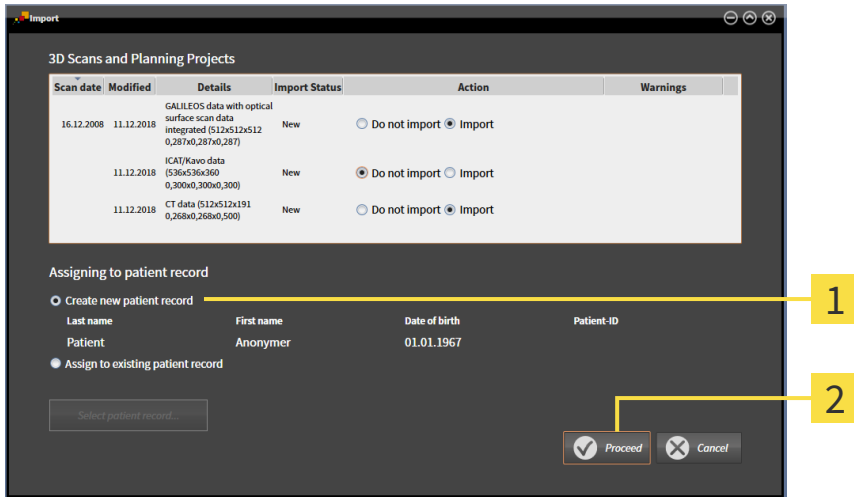 Import
3D Scans and Planning Projects
Scan date Modified Details Import Status Action Warnings
GALILEOS data with optical
surface scan data
integrated (512x512x512
0,287x0,287x0,287)
16.12.2008 11.12.2018 New Do not import Import
ICAT/Kavo data
(536x536x360
0,300x0,300x0,300)
11.12.2018 New Do not import Import
CT data (512x512x191
0,268x0,268x0,500)
11.12.2018 New Do not import Import
Assigning to patient record
Create new patient record
1
Last name First name Date of birth Patient-ID
Patient Anonymer 01.01.1967
Assign to existing patient record
2
Select patient record...
Proceed Cancel